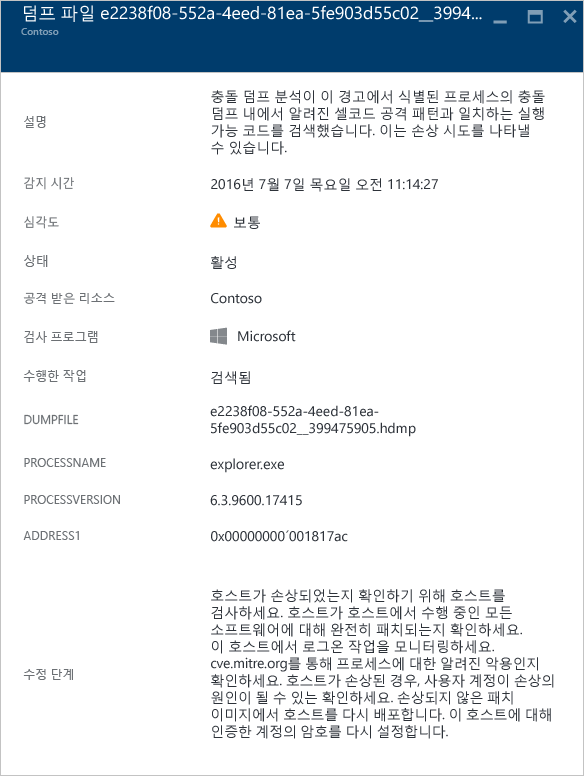 덤프 파일 e2238f08-552a-4eed-81ea-5fe903d55c02__3994...
Contoso
설명
충돌 덤프 분석이 이 경고에서 식별된 프로세스의 충돌
덤프 내에서 알려진 셸코드 공격 패턴과 일치하는 실행
가능 코드를 검색했습니다. 이는 손상 시도를 나타낼
수 있습니다.
감지 시간
2016년 7월 7일 목요일 오전 11:14:27
심각도
보통
상태
활성
공격 받은 리소스
Contoso
검사 프로그램
Microsoft
수행한 작업
검색됨
DUMPFILE
e2238f08-552a-4eed-81ea-
5fe903d55c02__399475905.hdmp
PROCESSNAME
explorer.exe
PROCESSVERSION
6.3.9600.17415
ADDRESS1
0x00000000`001817ac
수정 단계
호스트가 손상되었는지 확인하기 위해 호스트를
검사하세요. 호스트가 호스트에서 수행 중인 모든
소프트웨어에 대해 완전히 패치되는지 확인하세요.
이 호스트에서 로그온 작업을 모니터링하세요.
cve.mitre.org를 통해 프로세스에 대한 알려진 악용인지
확인하세요. 호스트가 손상된 경우, 사용자 계정이 손상의
원인이 될 수 있는 확인하세요. 손상되지 않은 패치
이미지에서 호스트를 다시 배포합니다. 이 호스트에 대해
인증한 계정의 암호를 다시 설정합니다.